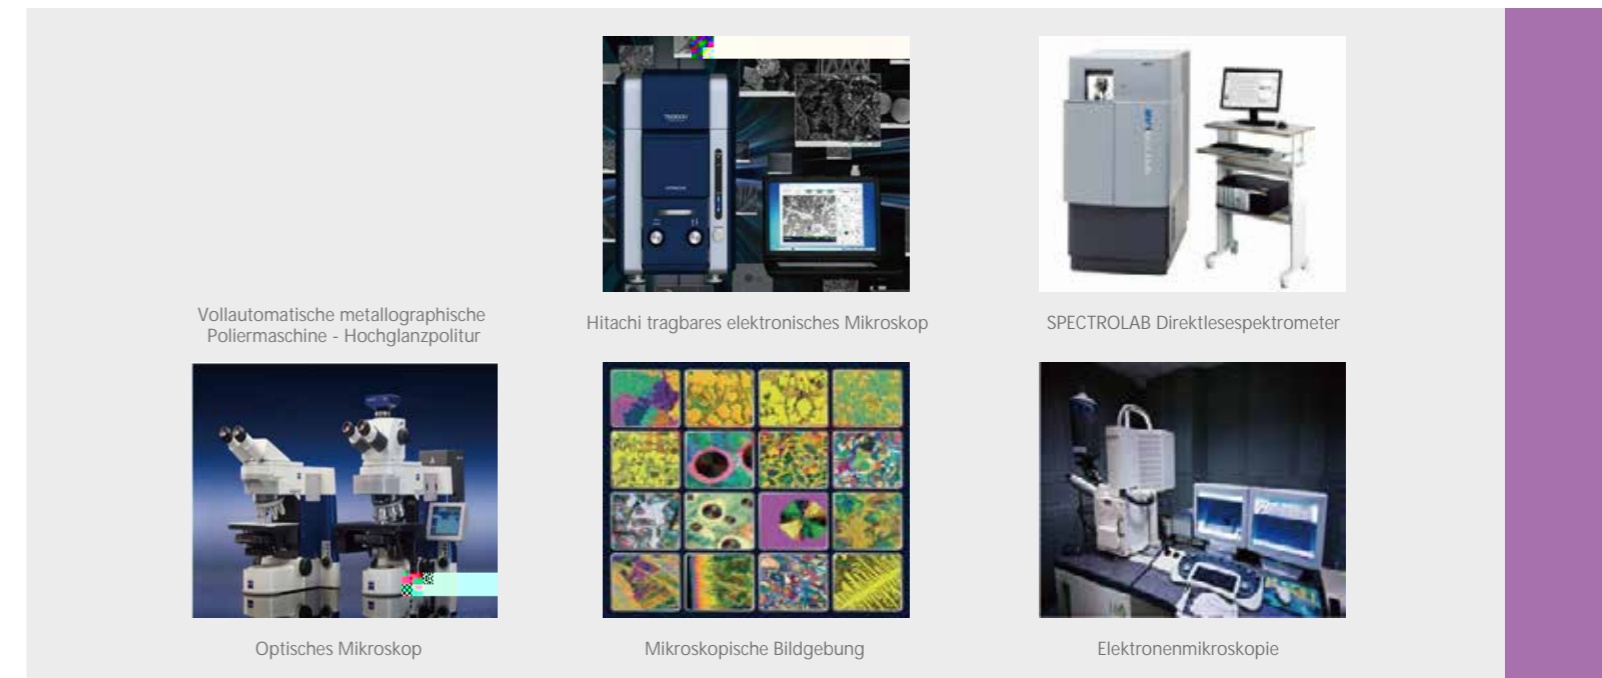 Vollautomatische metallographische
Poliermaschine - Hochglanzpolitur
Hitachi tragbares elektronisches Mikroskop
SPECTROLAB Direktlesespektrometer
Optisches Mikroskop
Mikroskopische Bildgebung
Elektronenmikroskopie